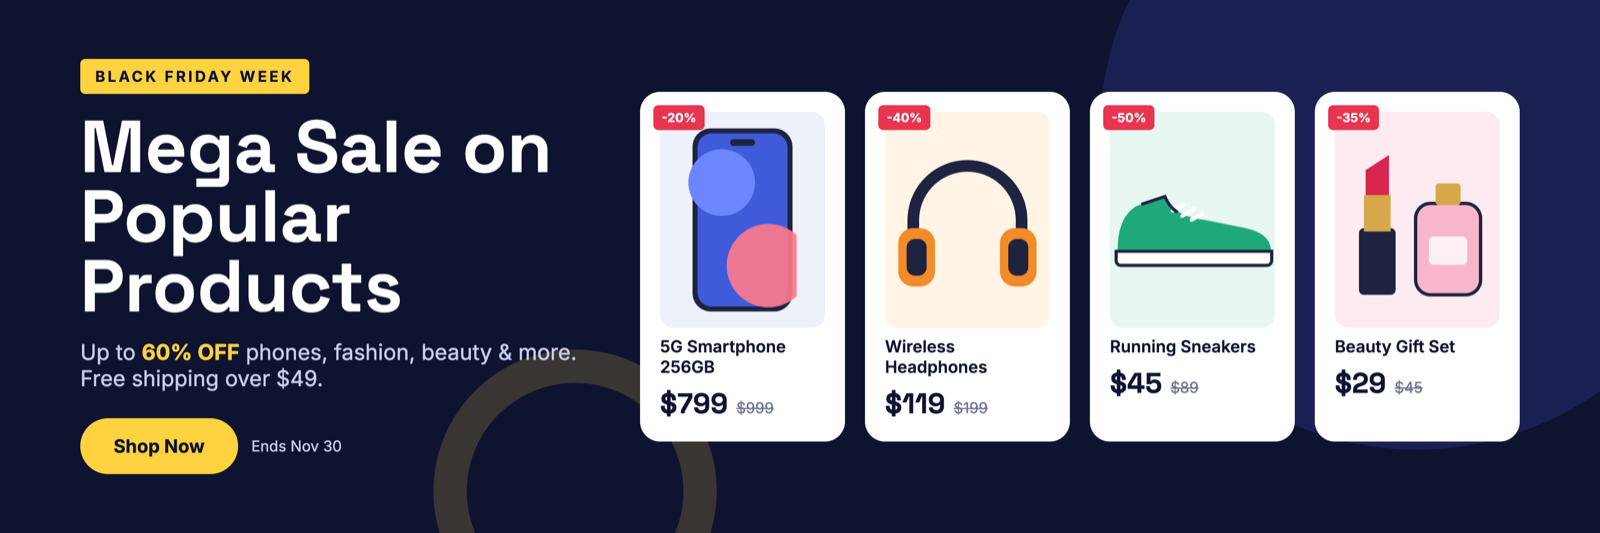 BLACK FRIDAY WEEK
Mega Sale on
Popular
Products
Up to 60% OFF phones, fashion, beauty & more.
Free shipping over $49.
Shop Now
Ends Nov 30
-20%
5G Smartphone
256GB
$799 $999
-40%
Wireless
Headphones
$119 $199
-50%
Running Sneakers
$45 $89
-35%
Beauty Gift Set
$29 $45